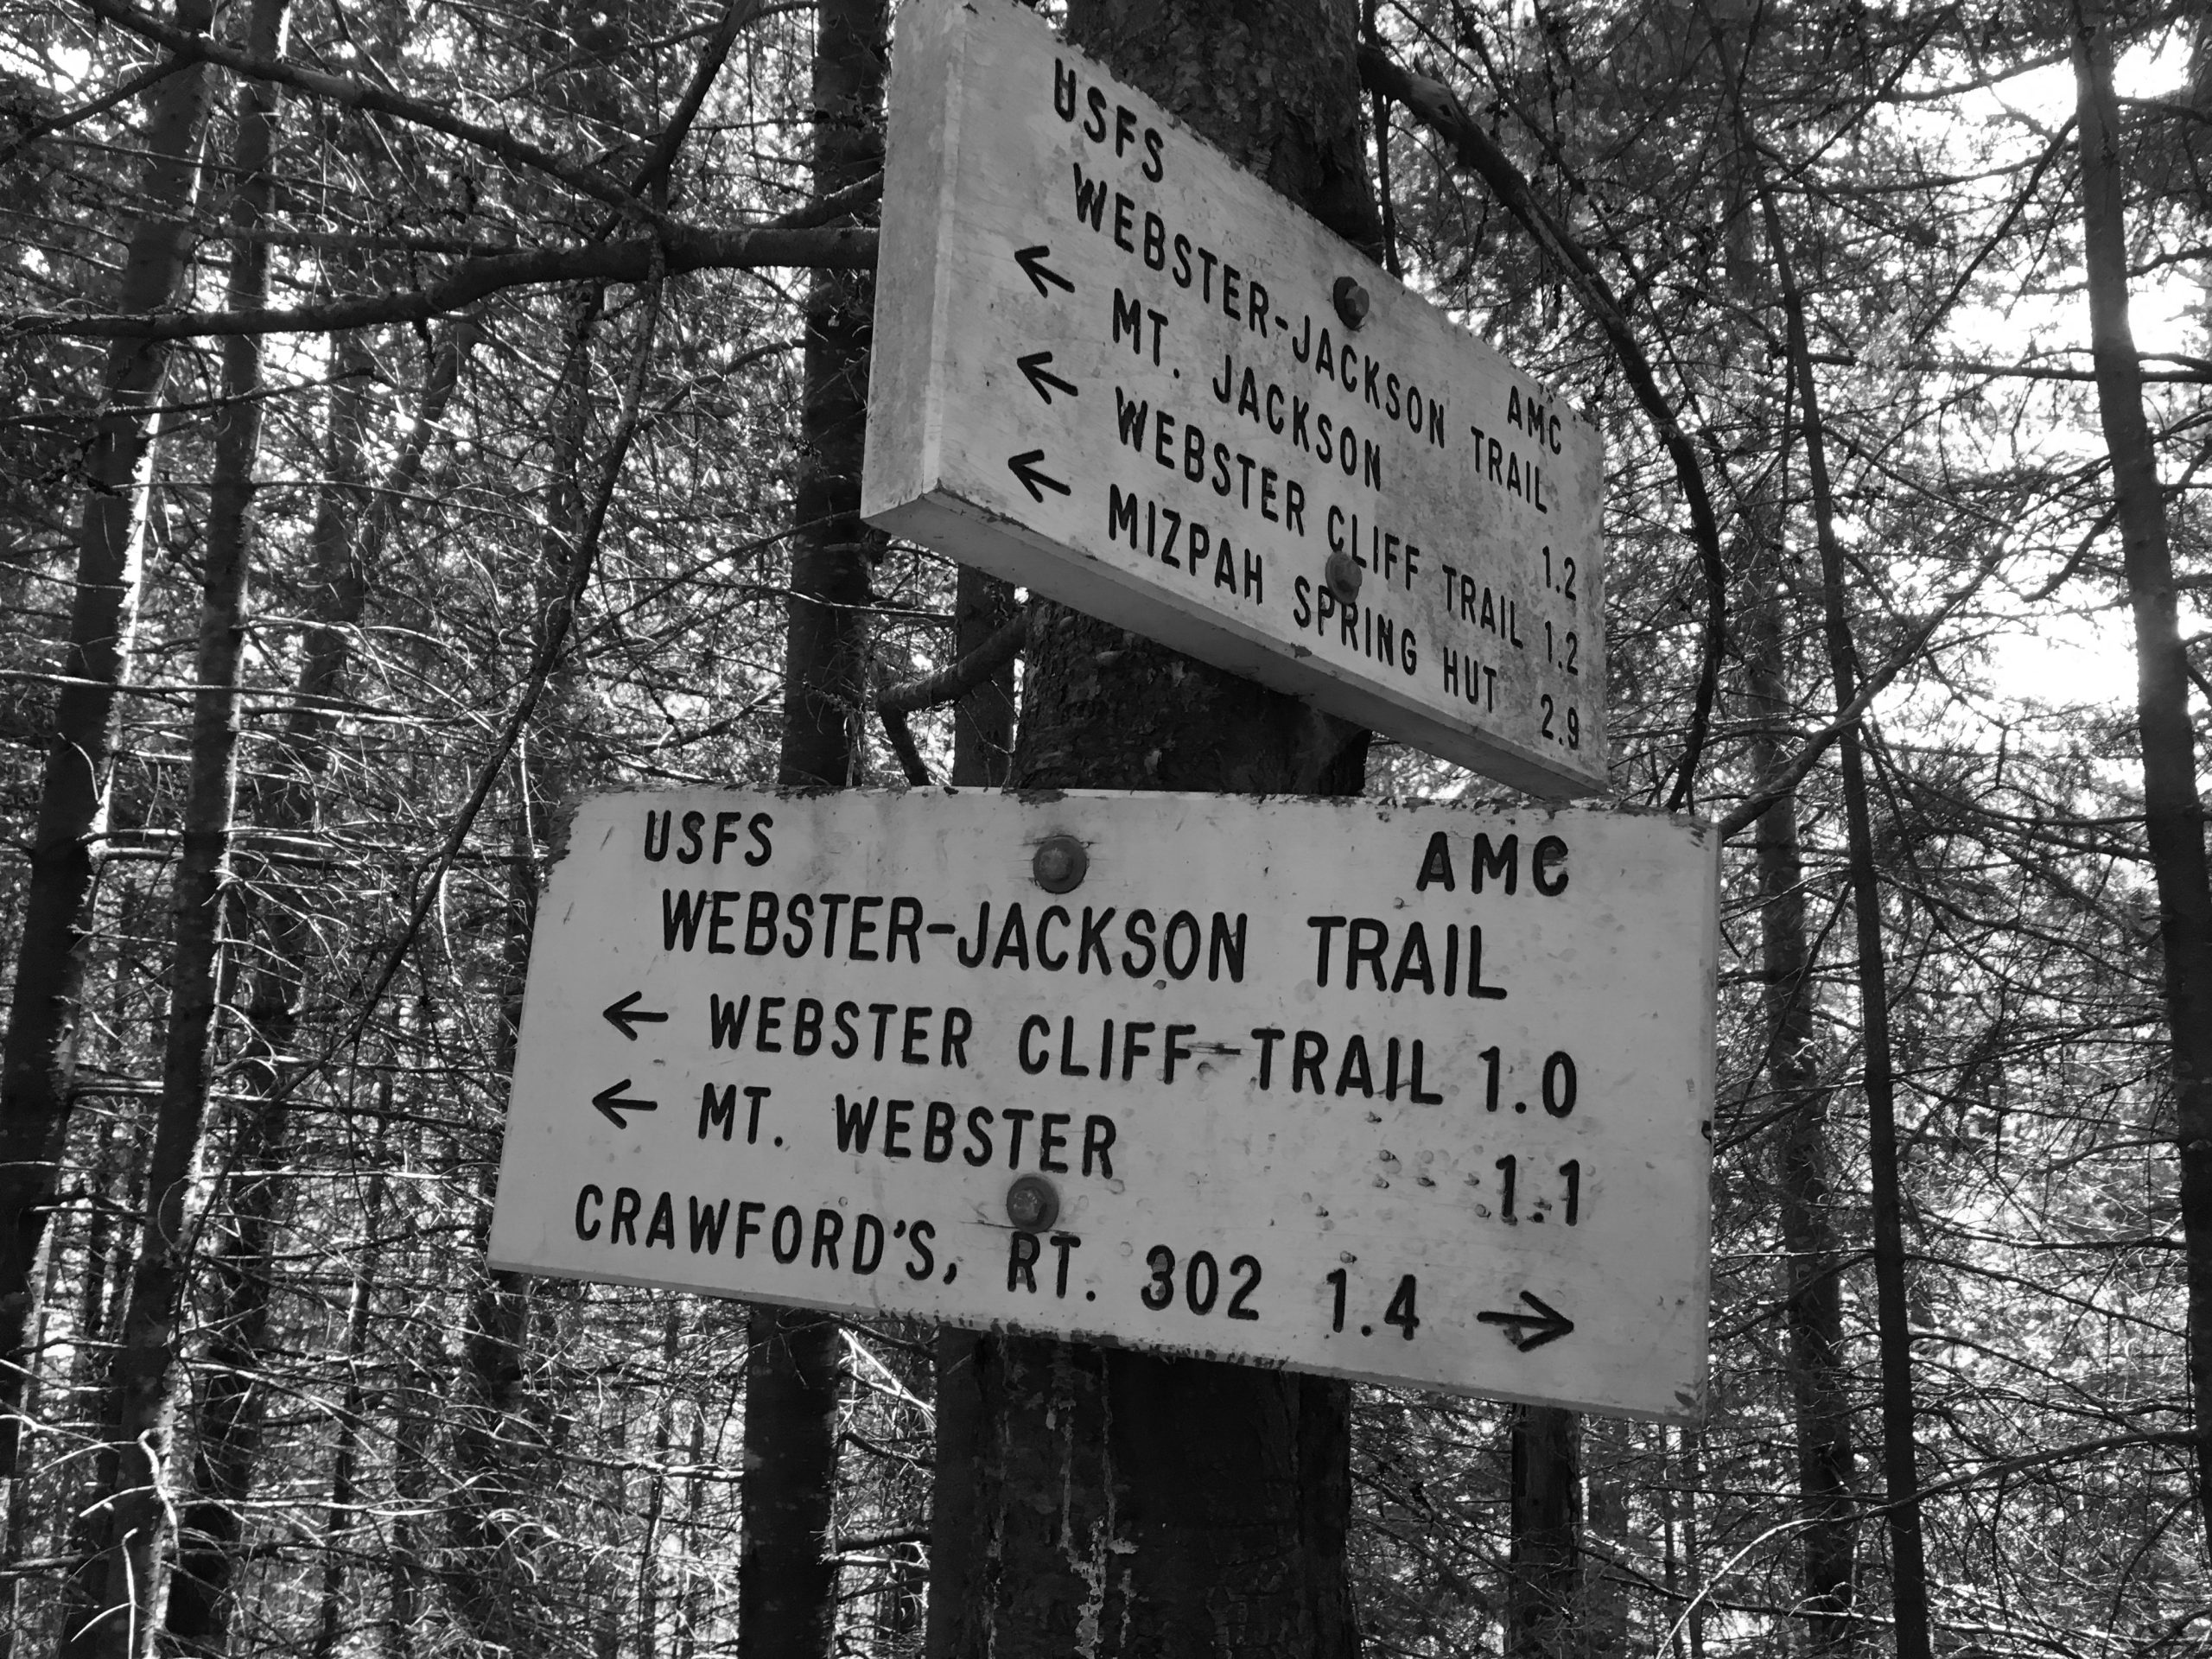 USFS AMC
WEBSTER-JACKSON TRAIL
← MT. JACKSON 1.2
← WEBSTER CLIFF TRAIL 1.2
← MIZPAH SPRING HUT 2.9
USFS AMC
WEBSTER-JACKSON TRAIL
← WEBSTER CLIFF-TRAIL 1.0
← MT. WEBSTER 1.1
CRAWFORD'S, RT. 302 1.4 →